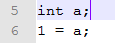 5 int a;
6 1 = a;